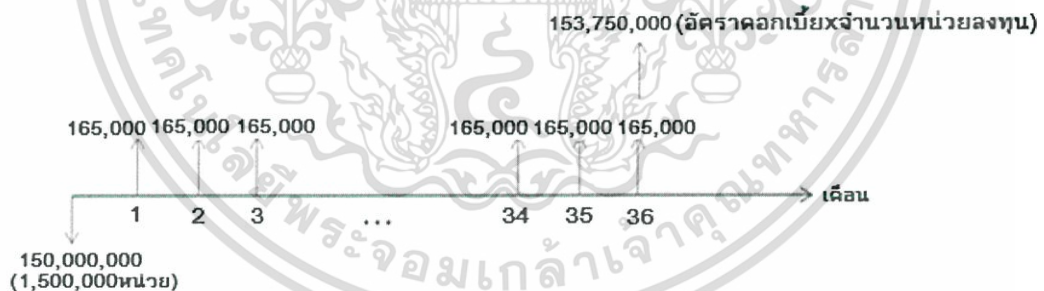 153,750,000 (อัตราดอกเบี้ยxจำนวนหน่วยลงทุน)
165,000 165,000 165,000 165,000 165,000 165,000
เดือน
1 2 3 ... 34 35 36
150,000,000
(1,500,000หน่วย)